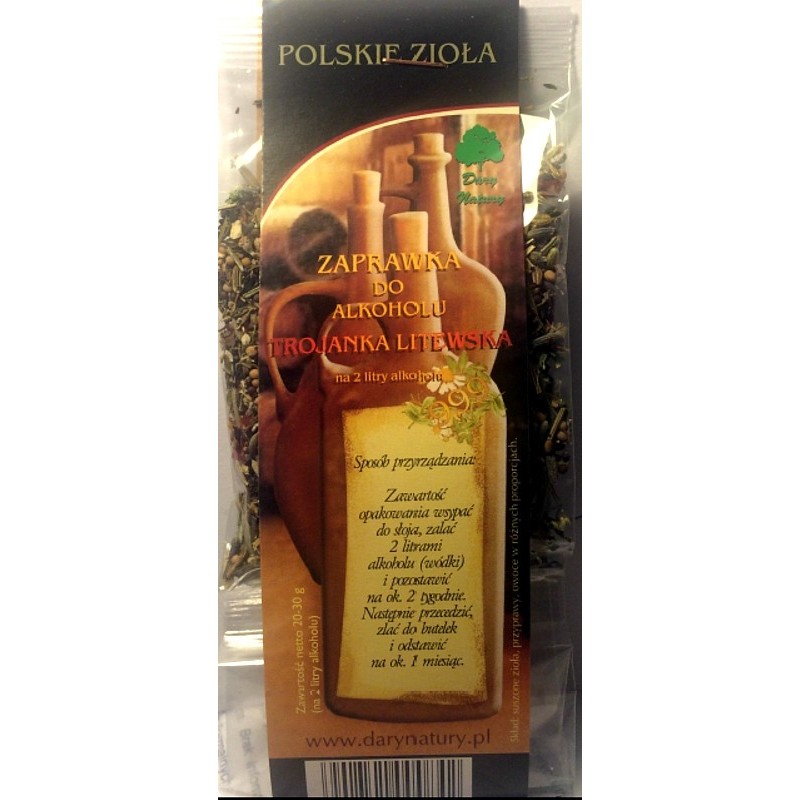 POLSKIE ZIOŁA
Dary
Natury
ZAPRAWKA
DO
ALKOHOLU
TROJANKA LITEWSKA
na 2 litry alkoholu
999
Sposób przyrządzania:
Zawartość
opakowania wsypać
do słoja, zalać
2 litrami
alkoholu (wódki)
i pozostawić
na ok. 2 tygodnie.
Następnie przecedzić,
zlać do butelek
i odstawić
na ok. 1 miesiąc.
Zawartość netto 20-30 g
(na 2 litry alkoholu)
Skład: suszone zioła, przyprawy, owoce w różnych proporcjach.
www.darynatury.pl